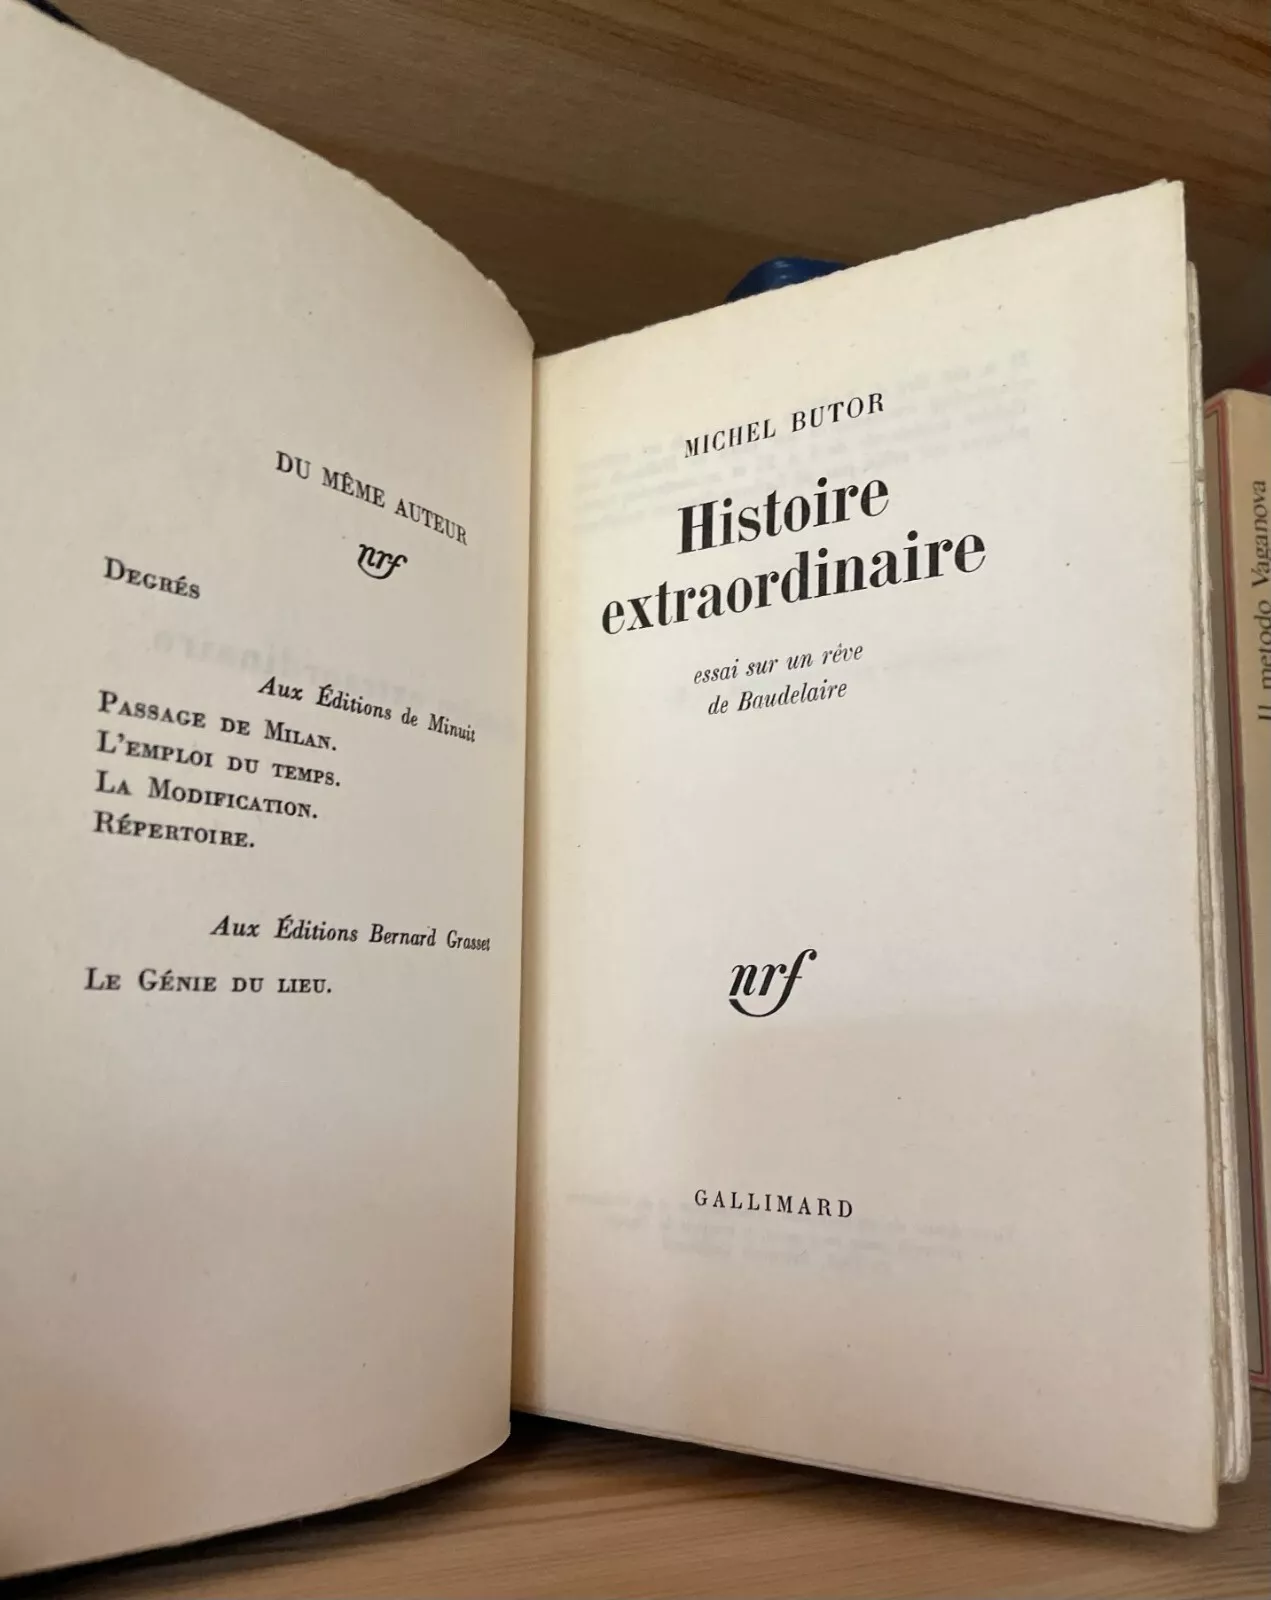 DU MÊME AUTEUR
nrf
DEGRÉS
Aux Éditions de Minuit
PASSAGE DE MILAN.
L'EMPLOI DU TEMPS.
LA MODIFICATION.
RÉPERTOIRE.
Aux Éditions Bernard Grasset
LE GÉNIE DU LIEU.
MICHEL BUTOR
Histoire
extraordinaire
essai sur un rêve
de Baudelaire
nrf
GALLIMARD
Il metodo Vaganova